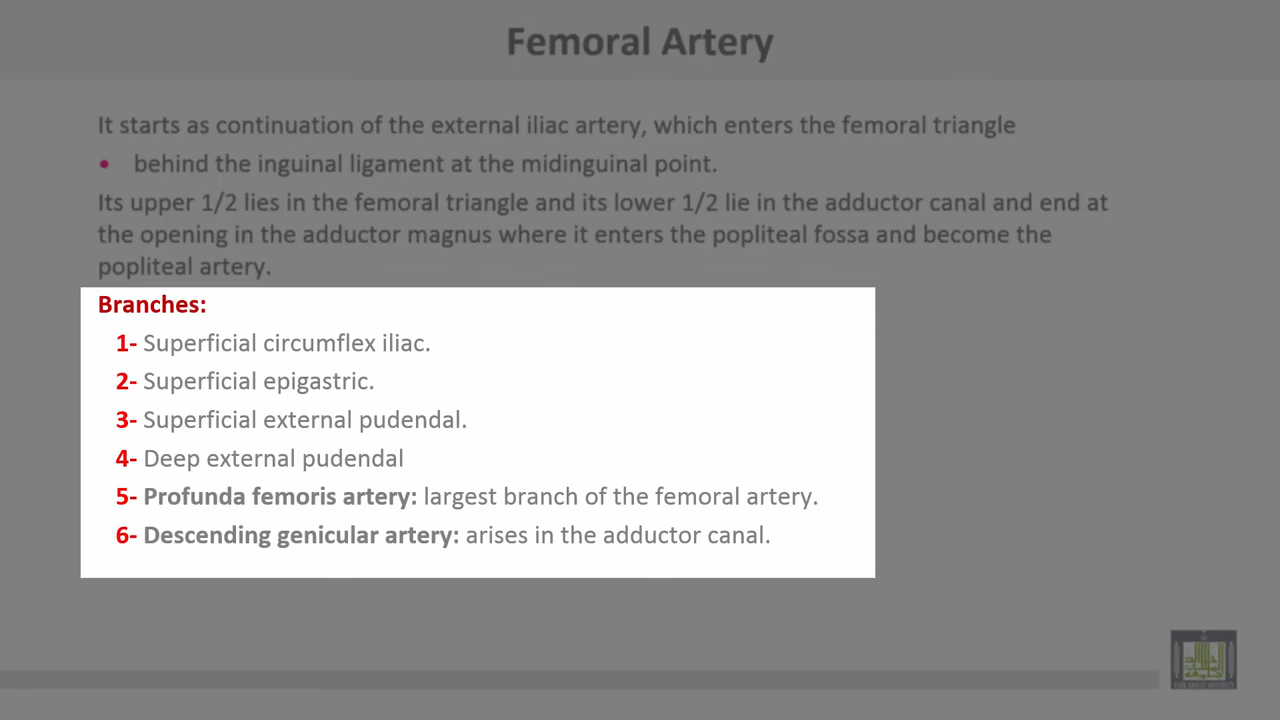 Femoral Artery
It starts as continuation of the external iliac artery, which enters the femoral triangle
• behind the inguinal ligament at the midinguinal point.
Its upper 1/2 lies in the femoral triangle and its lower 1/2 lie in the adductor canal and end at
the opening in the adductor magnus where it enters the popliteal fossa and become the
popliteal artery.
Branches:
1- Superficial circumflex iliac.
2- Superficial epigastric.
3- Superficial external pudendal.
4- Deep external pudendal
5- Profunda femoris artery: largest branch of the femoral artery.
6- Descending genicular artery: arises in the adductor canal.